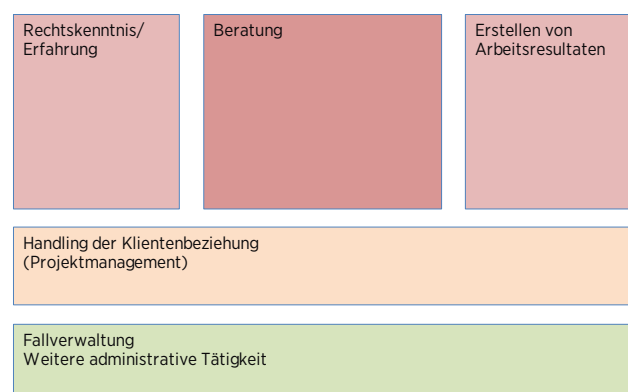 Rechtskenntnis/
Erfahrung
Beratung
Erstellen von
Arbeitsresultaten
Handling der Klientenbeziehung
(Projektmanagement)
Fallverwaltung
Weitere administrative Tätigkeit